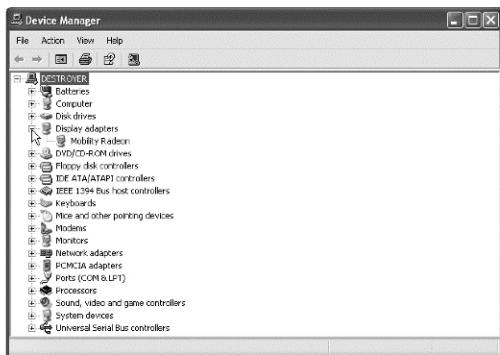 Device Manager
File Action View Help
DESTROYER
Batteries
Computer
Disk drives
Display adapters
Mobility Radeon
DVD/CD-ROM drives
Floppy disk controllers
IDE ATA/ATAPI controllers
IEEE 1394 Bus host controllers
Keyboards
Mice and other pointing devices
Modems
Monitors
Network adapters
PCMCIA adapters
Ports (COM & LPT)
Processors
Sound, video and game controllers
System devices
Universal Serial Bus controllers